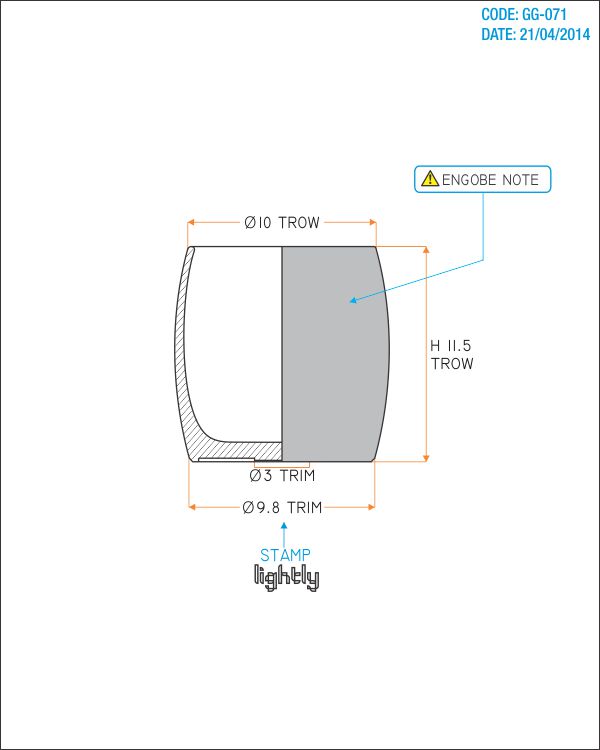 CODE: GG-071
DATE: 21/04/2014
ENGOBE NOTE
Ø10 TROW
H 11.5
TROW
Ø3 TRIM
Ø9.8 TRIM
STAMP
lightly